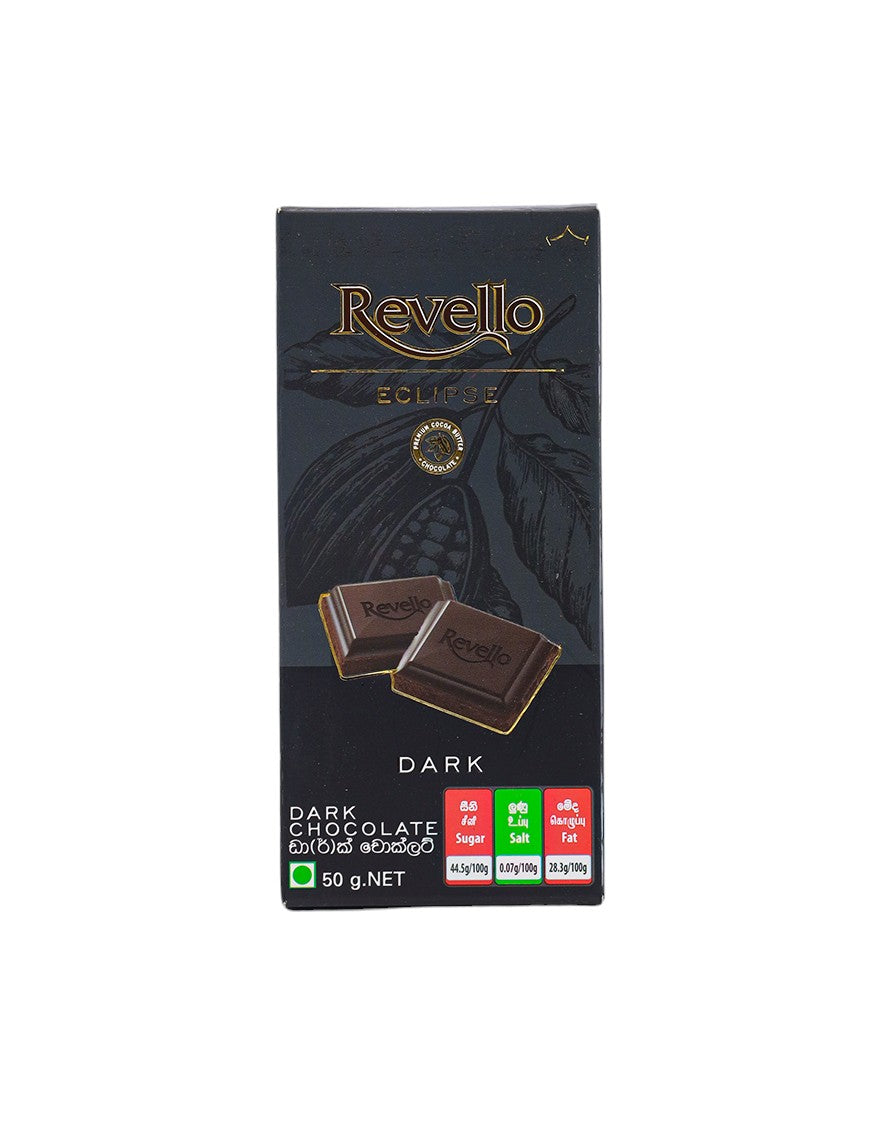 Revello
ECLIPSE
PREMIUM COCOA BUTTER
CHOCOLATE
Revello
Revello
DARK
DARK
CHOCOLATE
ඩා(ර්)ක් චොක්ලට්
50 g.NET
සීනි
சீனி
Sugar
44.5g/100g
ලුණු
உப்பு
Salt
0.07g/100g
මේද
கொழுப்பு
Fat
28.3g/100g